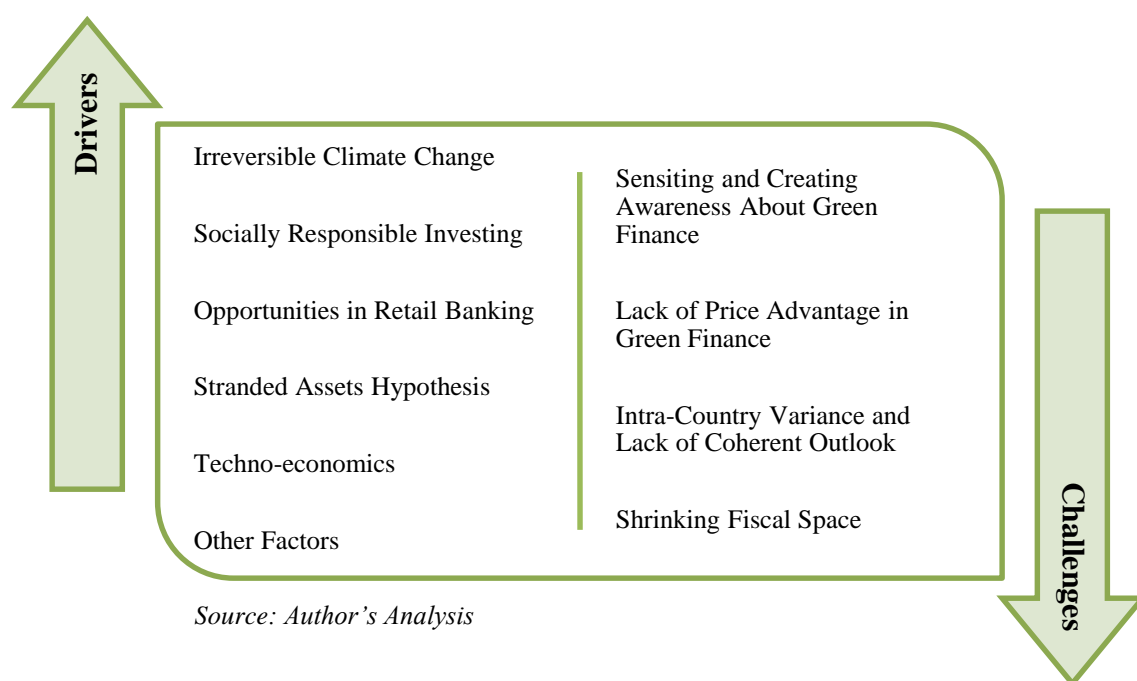 Drivers
Irreversible Climate Change
Socially Responsible Investing
Opportunities in Retail Banking
Stranded Assets Hypothesis
Techno-economics
Other Factors
Sensiting and Creating
Awareness About Green
Finance
Lack of Price Advantage in
Green Finance
Intra-Country Variance and
Lack of Coherent Outlook
Shrinking Fiscal Space
Challenges
Source: Author’s Analysis